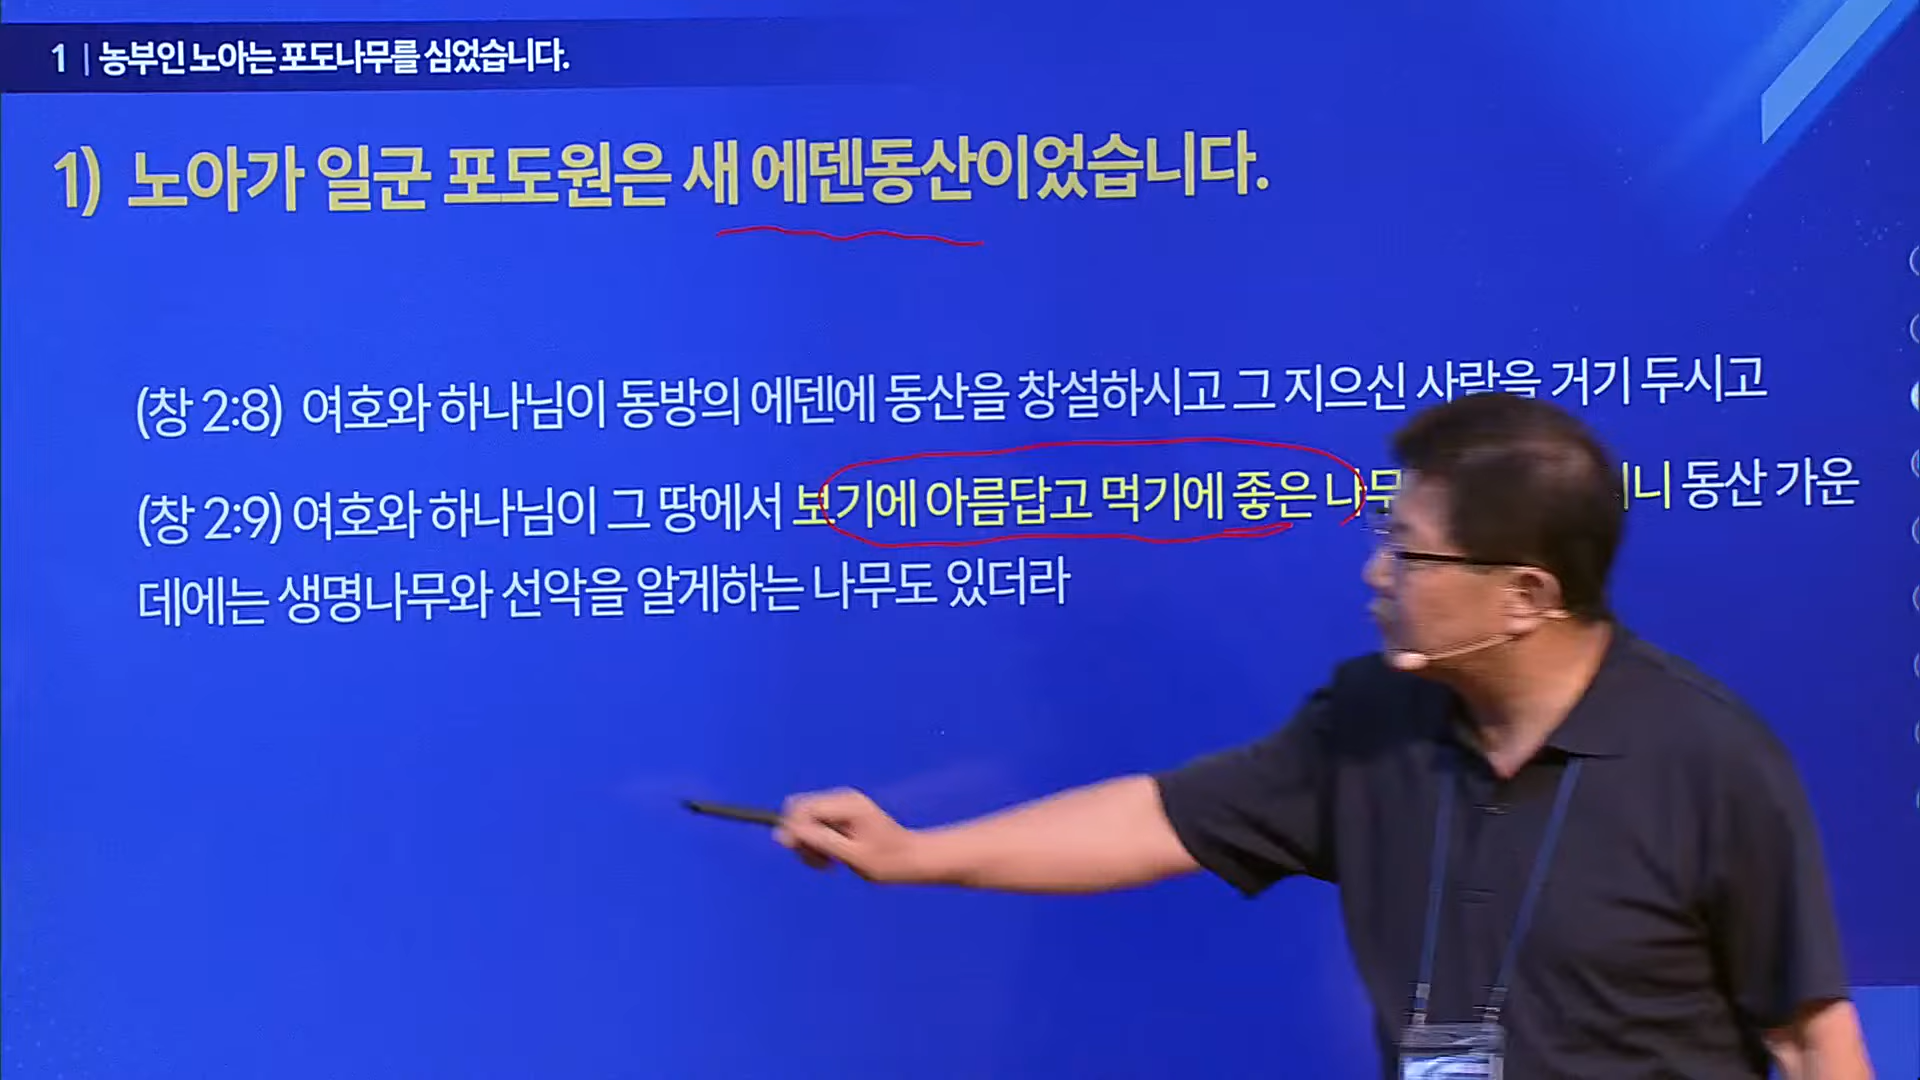 1 | 농부인 노아는 포도나무를 심었습니다.
1) 노아가 일군 포도원은 새 에덴동산이었습니다.
(창 2:8) 여호와 하나님이 동방의 에덴에 동산을 창설하시고 그 지으신 사람을 거기 두시고
(창 2:9) 여호와 하나님이 그 땅에서 보기에 아름답고 먹기에 좋은 나무 니 동산 가운
데에는 생명나무와 선악을 알게하는 나무도 있더라